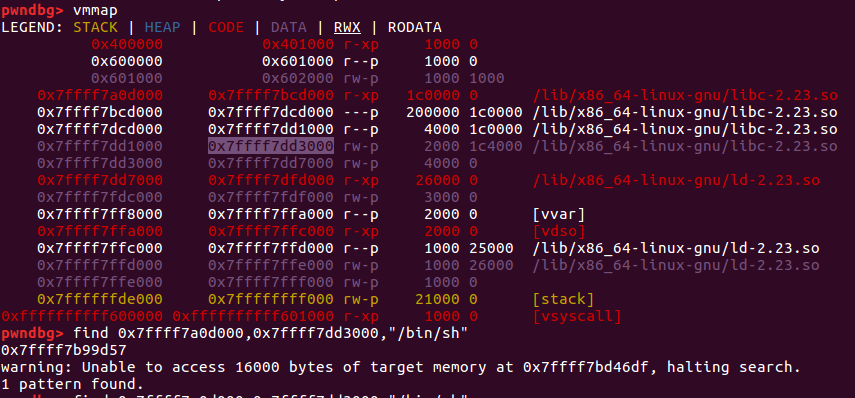 pwndbg> vmmap
LEGEND: STACK | HEAP | CODE | DATA | RWX | RODATA
0x400000 0x401000 r-xp 1000 0
0x600000 0x601000 r--p 1000 0
0x601000 0x602000 rw-p 1000 1000
0x7ffff7a0d000 0x7ffff7bcd000 r-xp 1c0000 0 /lib/x86_64-linux-gnu/libc-2.23.so
0x7ffff7bcd000 0x7ffff7dcd000 ---p 200000 1c0000 /lib/x86_64-linux-gnu/libc-2.23.so
0x7ffff7dcd000 0x7ffff7dd1000 r--p 4000 1c0000 /lib/x86_64-linux-gnu/libc-2.23.so
0x7ffff7dd1000 0x7ffff7dd3000 rw-p 2000 1c4000 /lib/x86_64-linux-gnu/libc-2.23.so
0x7ffff7dd3000 0x7ffff7dd7000 rw-p 4000 0
0x7ffff7dd7000 0x7ffff7dfd000 r-xp 26000 0 /lib/x86_64-linux-gnu/ld-2.23.so
0x7ffff7fdc000 0x7ffff7fdf000 rw-p 3000 0
0x7ffff7ff8000 0x7ffff7ffa000 r--p 2000 0 [vvar]
0x7ffff7ffa000 0x7ffff7ffc000 r-xp 2000 0 [vdso]
0x7ffff7ffc000 0x7ffff7ffd000 r--p 1000 25000 /lib/x86_64-linux-gnu/ld-2.23.so
0x7ffff7ffd000 0x7ffff7ffe000 rw-p 1000 26000 /lib/x86_64-linux-gnu/ld-2.23.so
0x7ffff7ffe000 0x7ffff7fff000 rw-p 1000 0
0x7ffffffde000 0x7ffffffff000 rw-p 21000 0 [stack]
0xffffffffff600000 0xffffffffff601000 r-xp 1000 0 [vsyscall]
pwndbg> find 0x7ffff7a0d000,0x7ffff7dd3000,"/bin/sh"
0x7ffff7b99d57
warning: Unable to access 16000 bytes of target memory at 0x7ffff7bd46df, halting search.
1 pattern found.